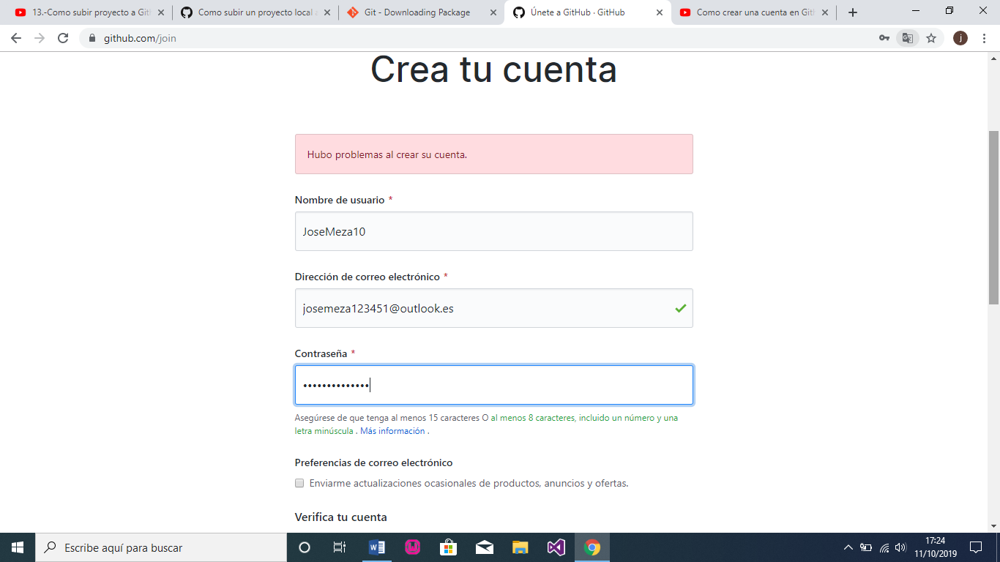 13.-Como subir proyecto a Git
Como subir un proyecto local a
Git - Downloading Package
Únete a GitHub · GitHub
Como crear una cuenta en Git
github.com/join
j
Crea tu cuenta
Hubo problemas al crear su cuenta.
Nombre de usuario *
JoseMeza10
Dirección de correo electrónico *
josemeza123451@outlook.es
Contraseña *
••••••••••••••
Asegúrese de que tenga al menos 15 caracteres O al menos 8 caracteres, incluido un número y una
letra minúscula . Más información .
Preferencias de correo electrónico
Enviarme actualizaciones ocasionales de productos, anuncios y ofertas.
Verifica tu cuenta
Escribe aquí para buscar
17:24
11/10/2019